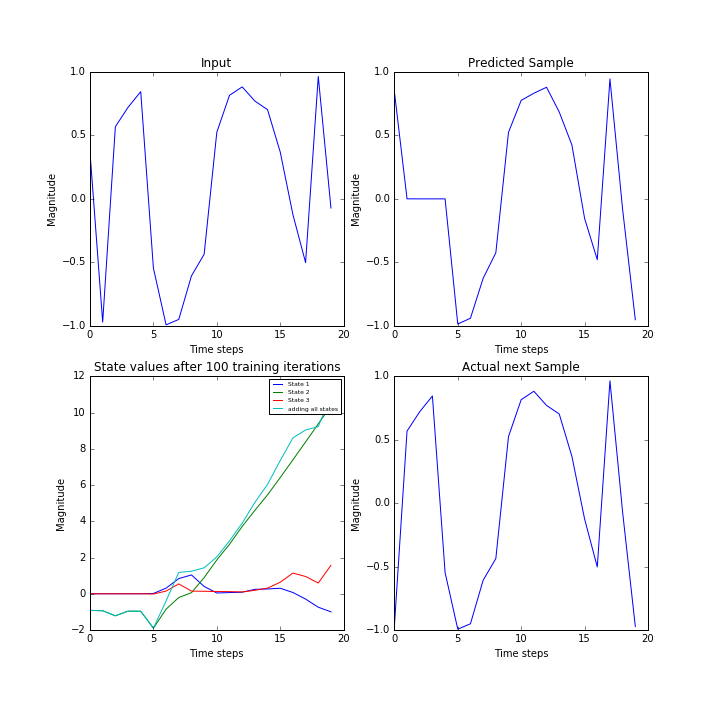 Input
Magnitude
1.0
0.5
0.0
−0.5
−1.0
0 5 10 15 20
Time steps
Predicted Sample
Magnitude
1.0
0.5
0.0
−0.5
−1.0
0 5 10 15 20
Time steps
State values after 100 training iterations
Magnitude
12
10
8
6
4
2
0
−2
0 5 10 15 20
Time steps
State 1
State 2
State 3
adding all states
Actual next Sample
Magnitude
1.0
0.5
0.0
−0.5
−1.0
0 5 10 15 20
Time steps